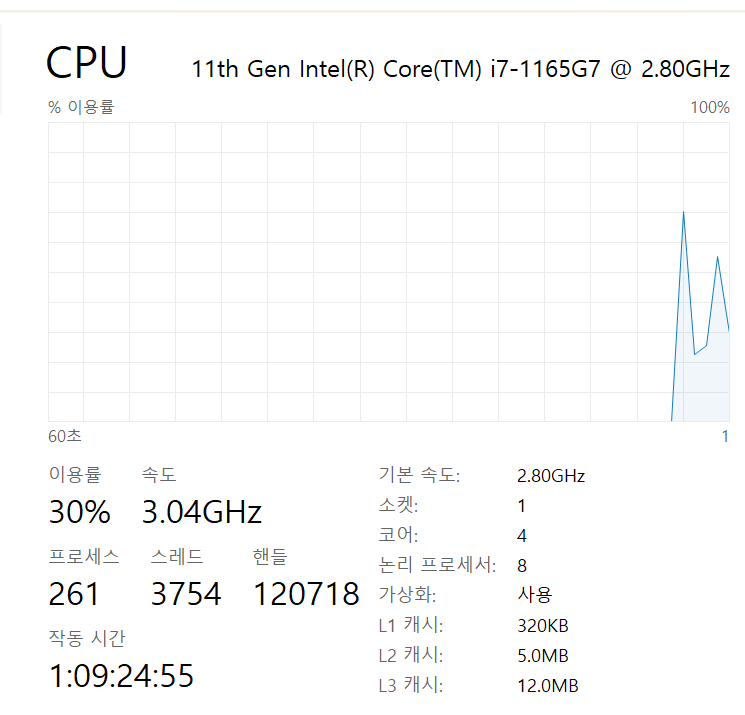 CPU
11th Gen Intel(R) Core(TM) i7-1165G7 @ 2.80GHz
% 이용률 100%
60초 1
이용률 속도
30% 3.04GHz
프로세스 스레드 핸들
261 3754 120718
작동 시간
1:09:24:55
기본 속도: 2.80GHz
소켓: 1
코어: 4
논리 프로세서: 8
가상화: 사용
L1 캐시: 320KB
L2 캐시: 5.0MB
L3 캐시: 12.0MB